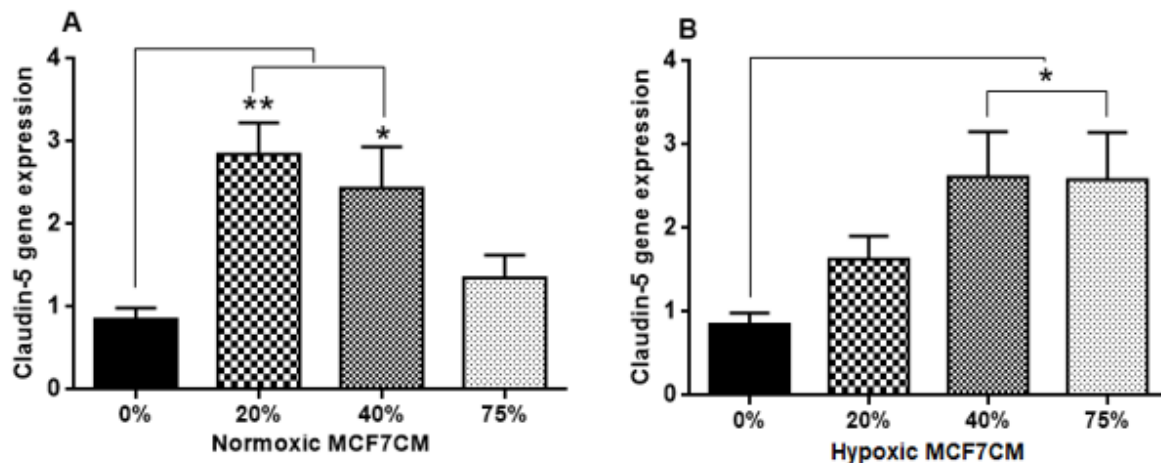 A
Claudin-5 gene expression
4
3
2
1
0
**
*
0% 20% 40% 75%
Normoxic MCF7CM
B
Claudin-5 gene expression
4
3
2
1
0
*
0% 20% 40% 75%
Hypoxic MCF7CM